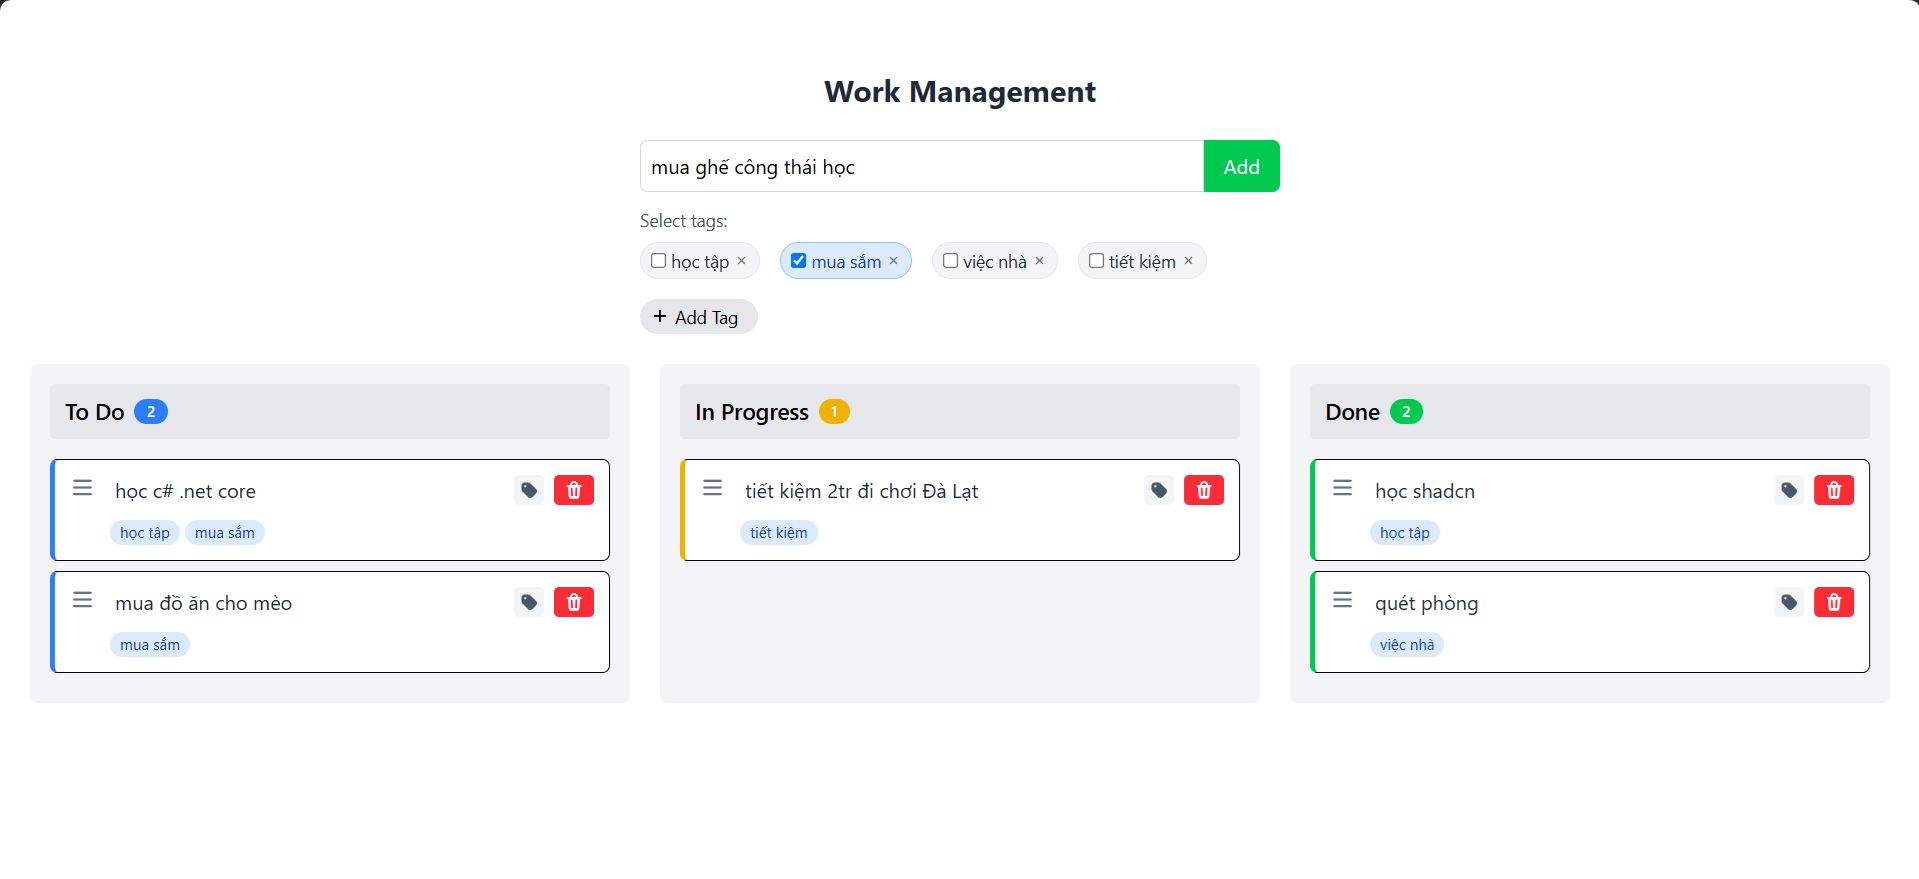 Work Management
mua ghế công thái học
Add
Select tags:
học tập ×
mua sắm ×
việc nhà ×
tiết kiệm ×
+ Add Tag
To Do 2
học c# .net core
học tập mua sắm
mua đồ ăn cho mèo
mua sắm
In Progress 1
tiết kiệm 2tr đi chơi Đà Lạt
tiết kiệm
Done 2
học shadcn
học tập
quét phòng
việc nhà